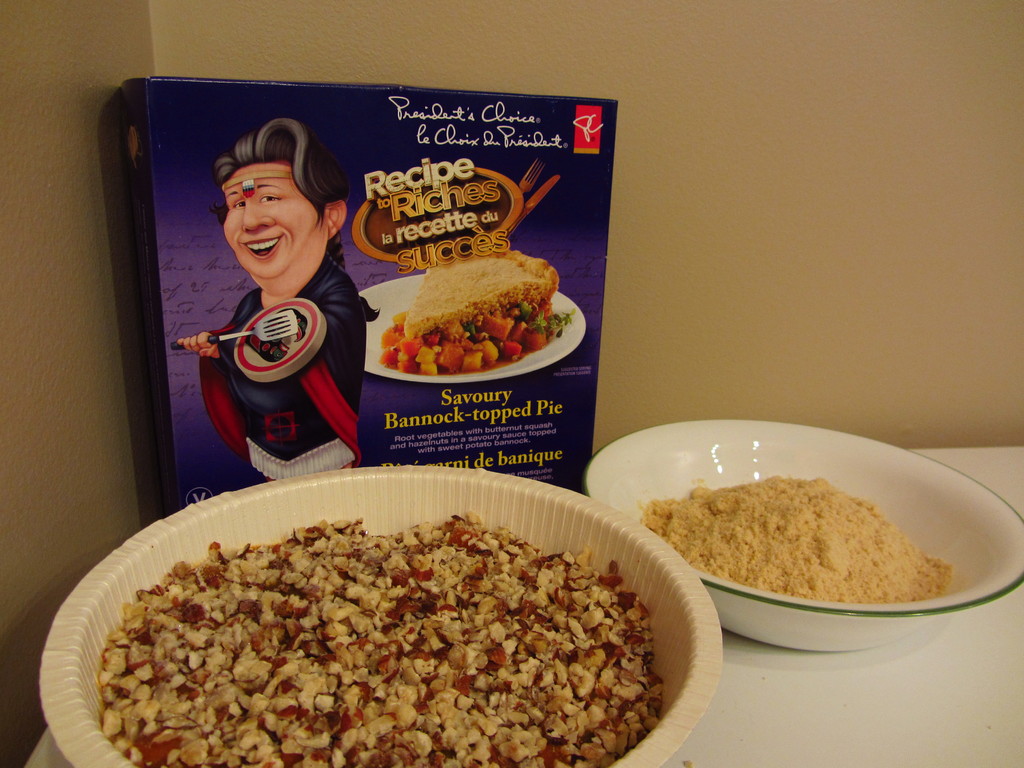 President's Choice®
le Choix du Président®
PC
Recipe
to Riches
la recette du
succès
Savoury
Bannock-topped Pie
Root vegetables with butternut squash
and hazelnuts in a savoury sauce topped
with sweet potato bannock.
garni de banique
musquée
V